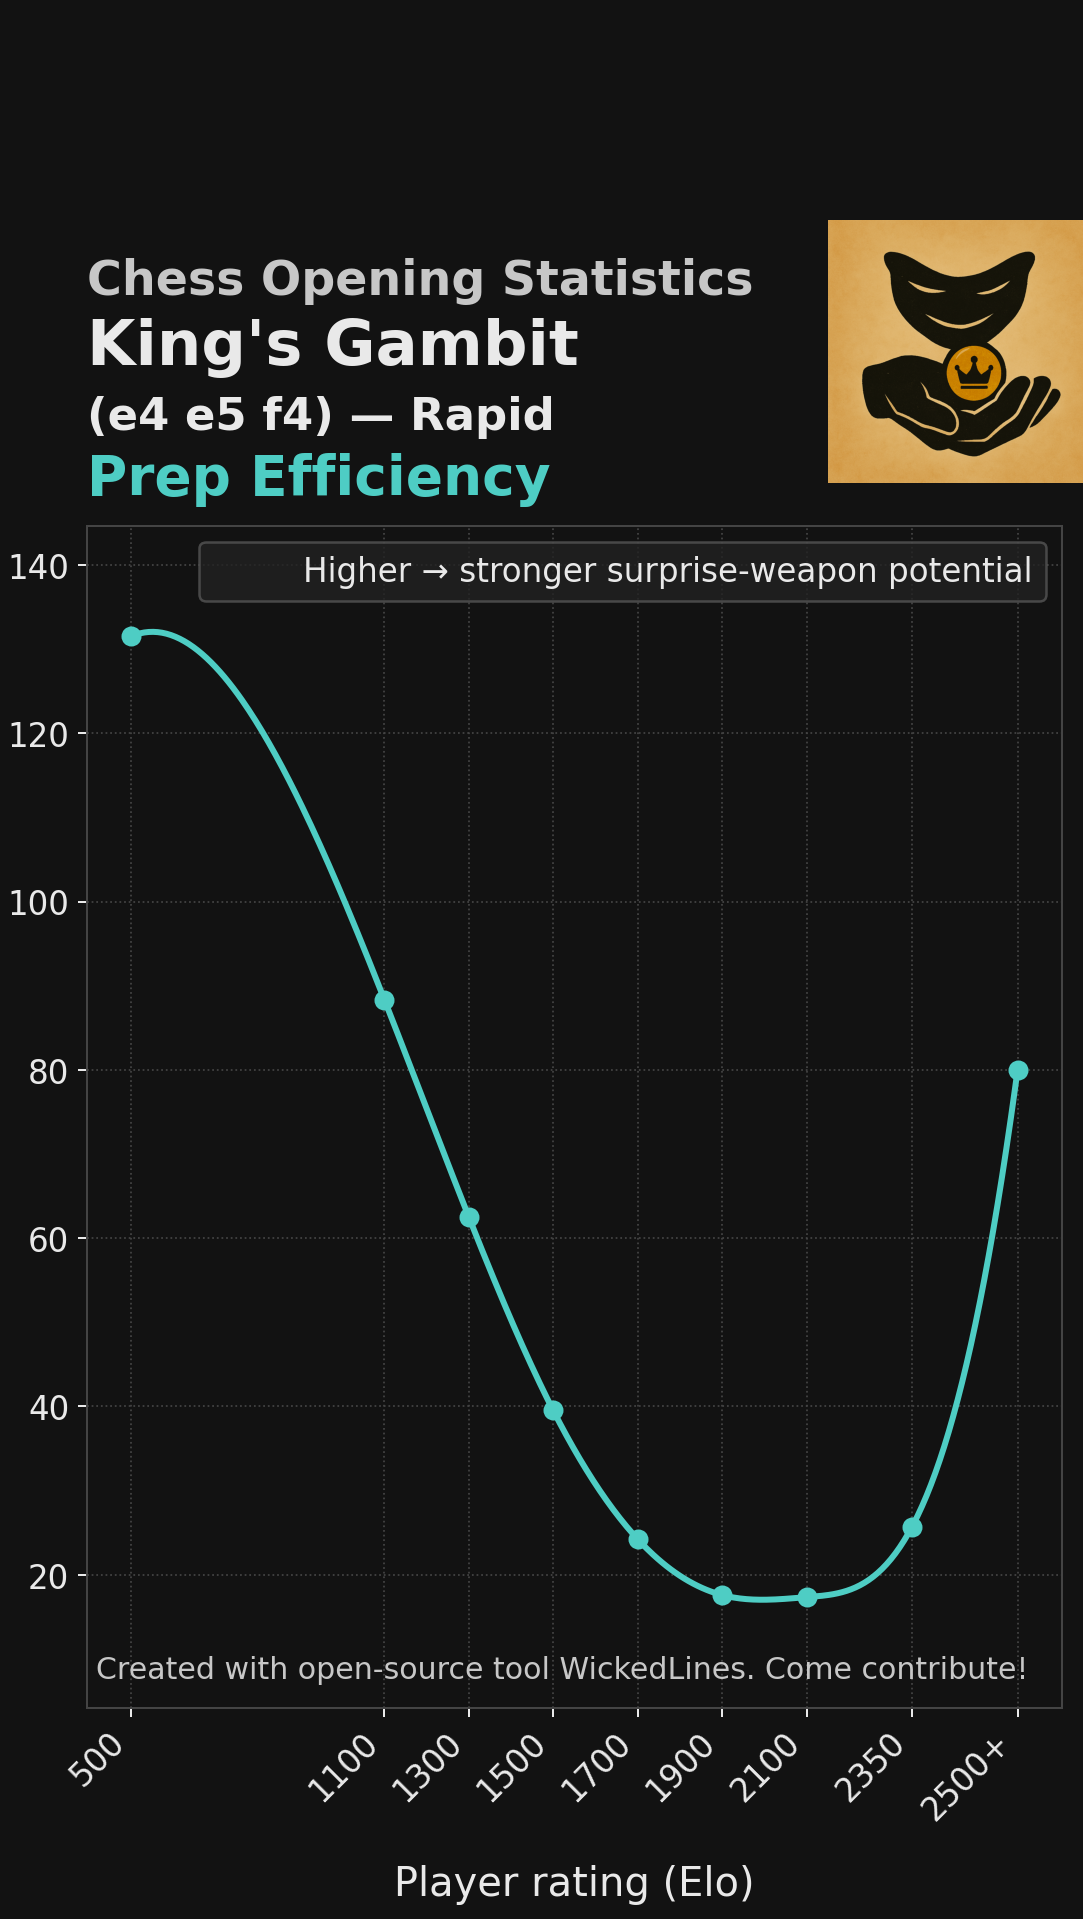 Chess Opening Statistics
King's Gambit
(e4 e5 f4) — Rapid
Prep Efficiency
Higher → stronger surprise-weapon potential
140
120
100
80
60
40
20
Created with open-source tool WickedLines. Come contribute!
500 1100 1300 1500 1700 1900 2100 2350 2500+
Player rating (Elo)